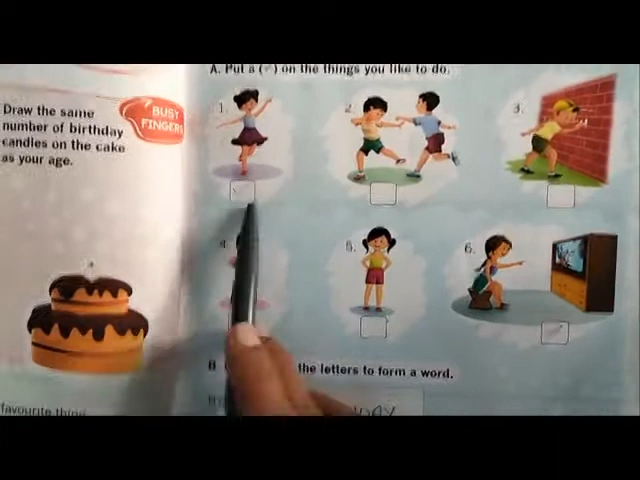 A. Put a (✓) on the things you like to do.
BUSY
FINGERS
Draw the same
number of birthday
candles on the cake
as your age.
1.
2.
3.
4
5.
6.
B
the letters to form a word.
favourite thing